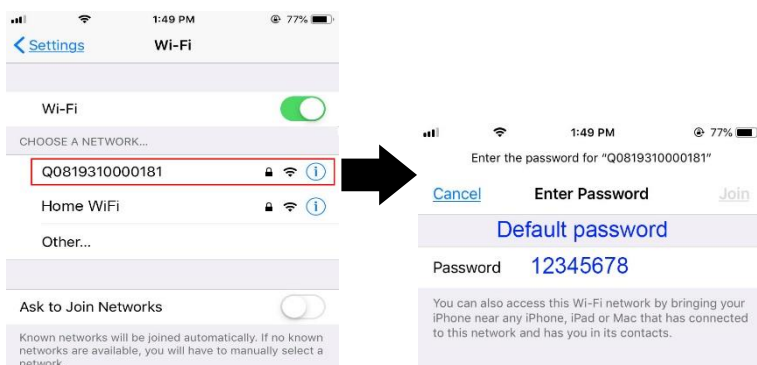 1:49 PM
77%
Settings
Wi-Fi
Wi-Fi
CHOOSE A NETWORK...
Q0819310000181
Home WiFi
Other...
Ask to Join Networks
Known networks will be joined automatically. If no known
networks are available, you will have to manually select a
network.
1:49 PM
77%
Enter the password for "Q0819310000181"
Cancel
Enter Password
Join
Default password
Password 12345678
You can also access this Wi-Fi network by bringing your
iPhone near any iPhone, iPad or Mac that has connected
to this network and has you in its contacts.